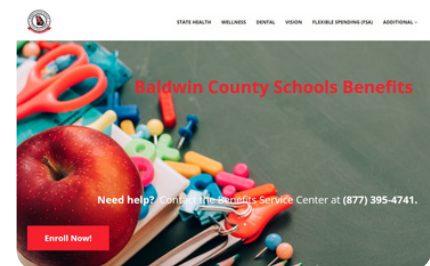 STATE HEALTH WELLNESS DENTAL VISION FLEXIBLE SPENDING (FSA) ADDITIONAL
Baldwin County Schools Benefits
Need help? Contact the Benefits Service Center at (877) 395-4741.
Enroll Now!